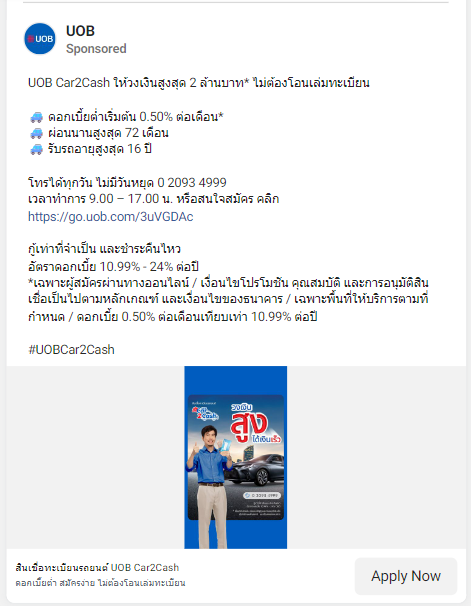 UOB
UOB
Sponsored
UOB Car2Cash ให้วงเงินสูงสุด 2 ล้านบาท* ไม่ต้องโอนเล่มทะเบียน
ดอกเบี้ยต่ำเริ่มต้น 0.50% ต่อเดือน*
ผ่อนนานสูงสุด 72 เดือน
รับรถอายุสูงสุด 16 ปี
โทรได้ทุกวัน ไม่มีวันหยุด 0 2093 4999
เวลาทำการ 9.00 – 17.00 น. หรือสนใจสมัคร คลิก
https://go.uob.com/3uVGDAc
กู้เท่าที่จำเป็น และชำระคืนไหว
อัตราดอกเบี้ย 10.99% - 24% ต่อปี
*เฉพาะผู้สมัครผ่านทางออนไลน์ / เงื่อนไขโปรโมชัน คุณสมบัติ และการอนุมัติสิน
เชื่อเป็นไปตามหลักเกณฑ์ และเงื่อนไขของธนาคาร / เฉพาะพื้นที่ให้บริการตามที่
กำหนด / ดอกเบี้ย 0.50% ต่อเดือนเทียบเท่า 10.99% ต่อปี
#UOBCar2Cash
วงเงิน
สูง
ได้เงินเร็ว
0 2093 4999
สินเชื่อทะเบียนรถยนต์ UOB Car2Cash
ดอกเบี้ยต่ำ สมัครง่าย ไม่ต้องโอนเล่มทะเบียน
Apply Now